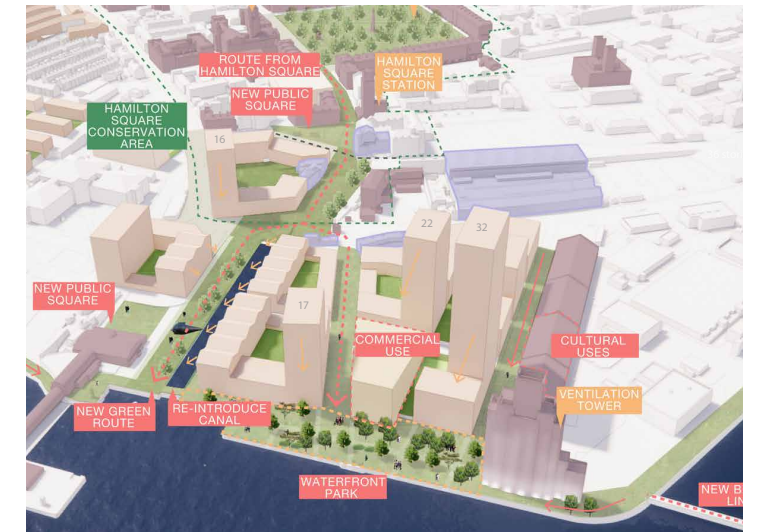 ROUTE FROM
HAMILTON SQUARE
HAMILTON
SQUARE
STATION
NEW PUBLIC
SQUARE
HAMILTON
SQUARE
CONSERVATION
AREA
16
22
32
NEW PUBLIC
SQUARE
17
COMMERCIAL
USE
CULTURAL
USES
VENTILATION
TOWER
NEW GREEN
ROUTE
RE-INTRODUCE
CANAL
WATERFRONT
PARK
NEW